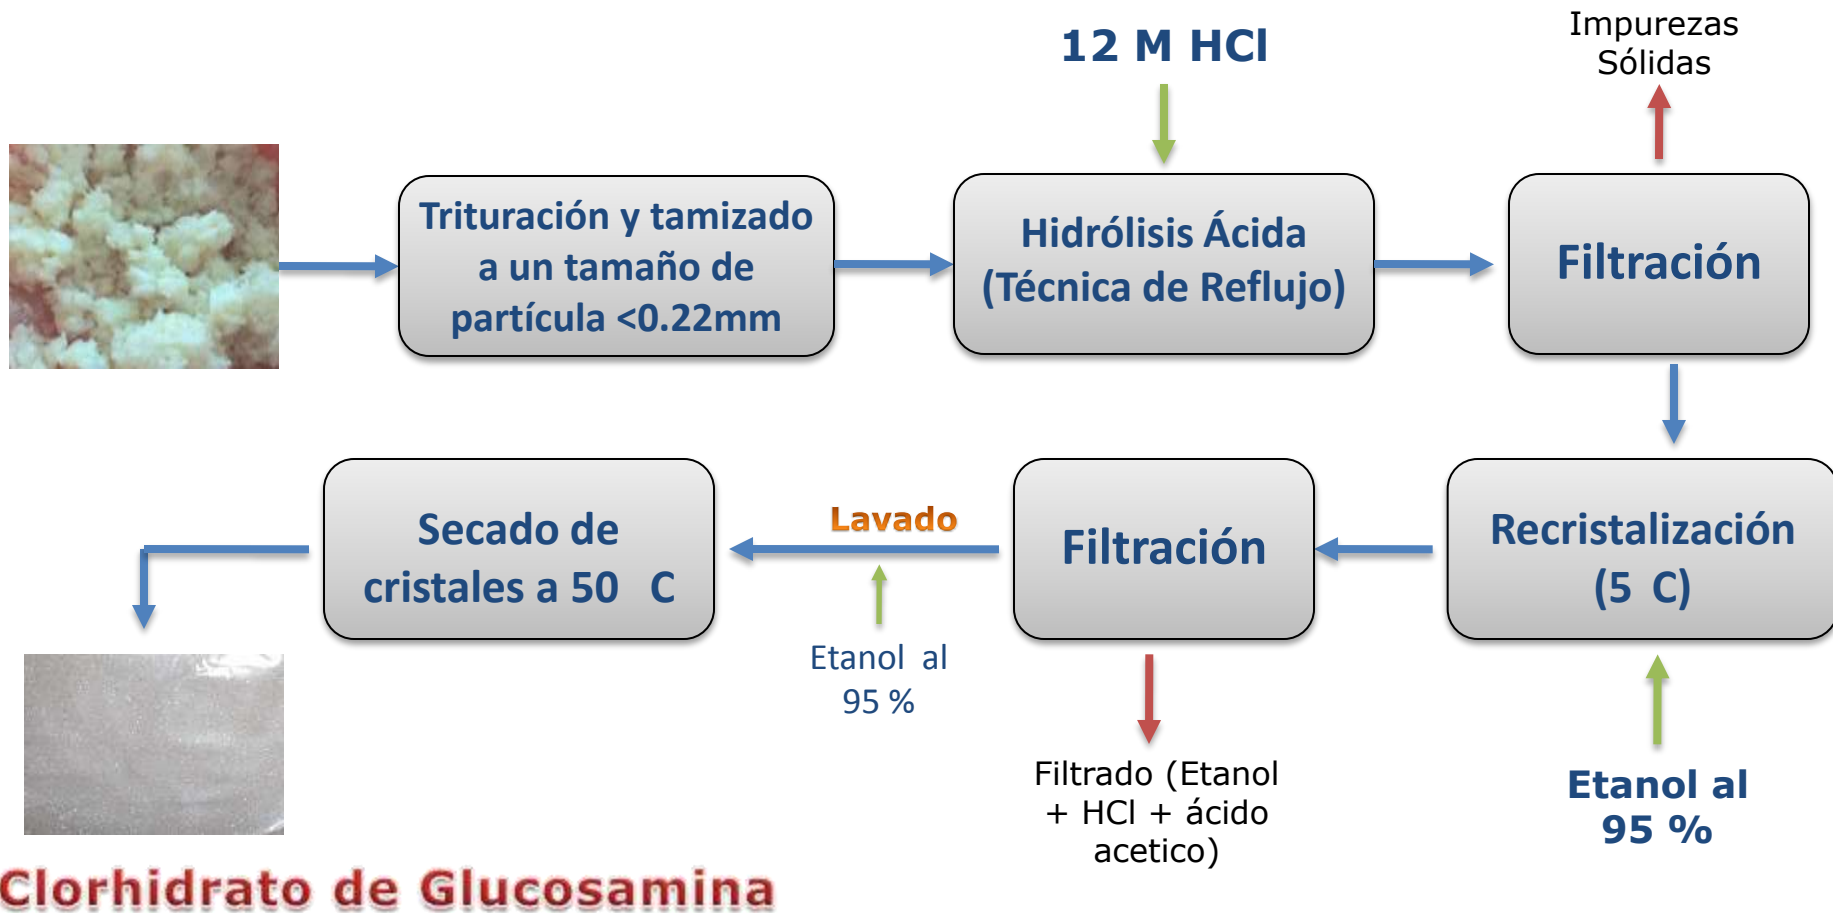 12 M HCl
Impurezas
Sólidas
Trituración y tamizado
a un tamaño de
partícula <0.22mm
Hidrólisis Ácida
(Técnica de Reflujo)
Filtración
Recristalización
(5 C)
Etanol al
95 %
Filtración
Filtrado (Etanol
+ HCl + ácido
acetico)
Lavado
Etanol al
95 %
Secado de
cristales a 50 C
Clorhidrato de Glucosamina